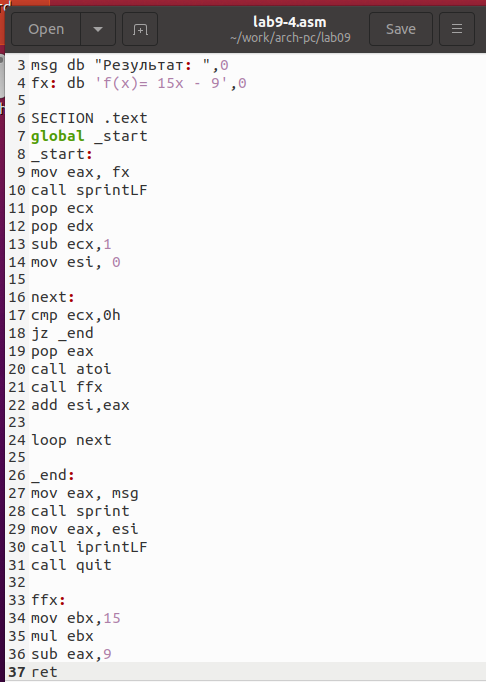 Open
lab9-4.asm
~/work/arch-pc/lab09
Save
3 msg db "Результат: ",0
4 fx: db 'f(x)= 15x - 9',0
5
6 SECTION .text
7 global _start
8 _start:
9 mov eax, fx
10 call sprintLF
11 pop ecx
12 pop edx
13 sub ecx,1
14 mov esi, 0
15
16 next:
17 cmp ecx,0h
18 jz _end
19 pop eax
20 call atoi
21 call ffx
22 add esi,eax
23
24 loop next
25
26 _end:
27 mov eax, msg
28 call sprint
29 mov eax, esi
30 call iprintLF
31 call quit
32
33 ffx:
34 mov ebx,15
35 mul ebx
36 sub eax,9
37 ret